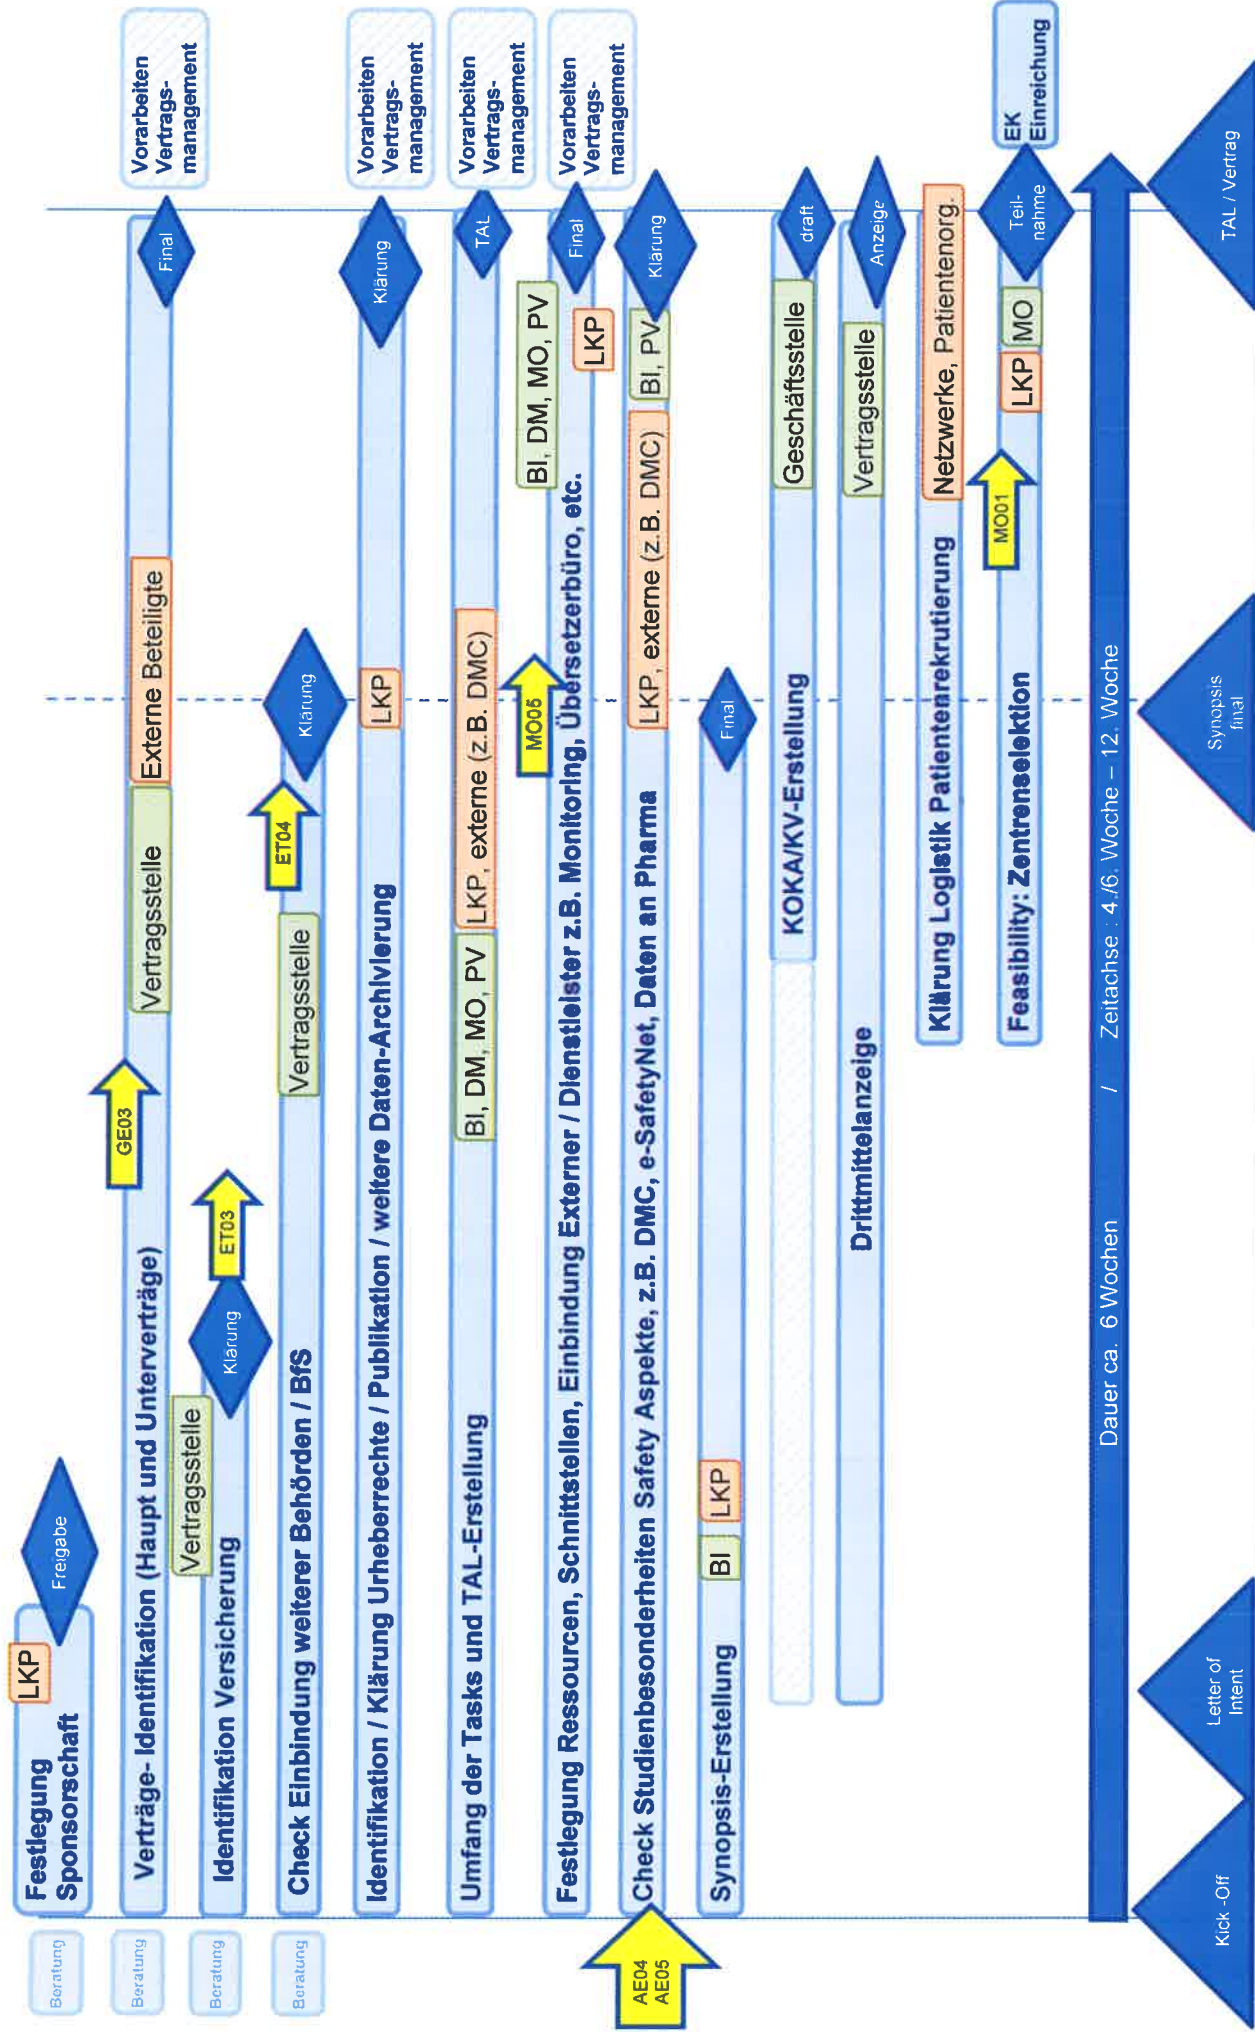 Beratung
Festlegung
Sponsorschaft
LKP
Freigabe
Beratung
Verträge- Identifikation (Haupt und Unterverträge)
GE03
Vertragsstelle
Externe Beteiligte
Final
Vorarbeiten
Vertrags-
management
Beratung
Identifikation Versicherung
Vertragsstelle
Klärung
ET03
Beratung
Check Einbindung weiterer Behörden / BfS
Vertragsstelle
ET04
Klärung
Identifikation / Klärung Urheberrechte / Publikation / weitere Daten-Archivierung
LKP
Klärung
Vorarbeiten
Vertrags-
management
Umfang der Tasks und TAL-Erstellung
BI, DM, MO, PV
LKP, externe (z.B. DMC)
TAL
Vorarbeiten
Vertrags-
management
MO05
BI, DM, MO, PV
Festlegung Ressourcen, Schnittstellen, Einbindung Externer / Dienstleister z.B. Monitoring, Übersetzerbüro, etc.
LKP
Final
Vorarbeiten
Vertrags-
management
AE04
AE05
Check Studienbesonderheiten Safety Aspekte, z.B. DMC, e-SafetyNet, Daten an Pharma
LKP, externe (z.B. DMC)
BI, PV
Klärung
Synopsis-Erstellung
BI
LKP
Final
KOKA/KV-Erstellung
Geschäftsstelle
draft
Drittmittelanzeige
Vertragsstelle
Anzeige
Klärung Logistik Patientenrekrutierung
Netzwerke, Patientenorg.
Feasibility: Zentrenselektion
MO01
LKP
MO
Teil-
nahme
EK
Einreichung
Dauer ca. 6 Wochen / Zeitachse : 4./6. Woche – 12. Woche
Kick -Off
Letter of
Intent
Synopsis
final
TAL / Vertrag